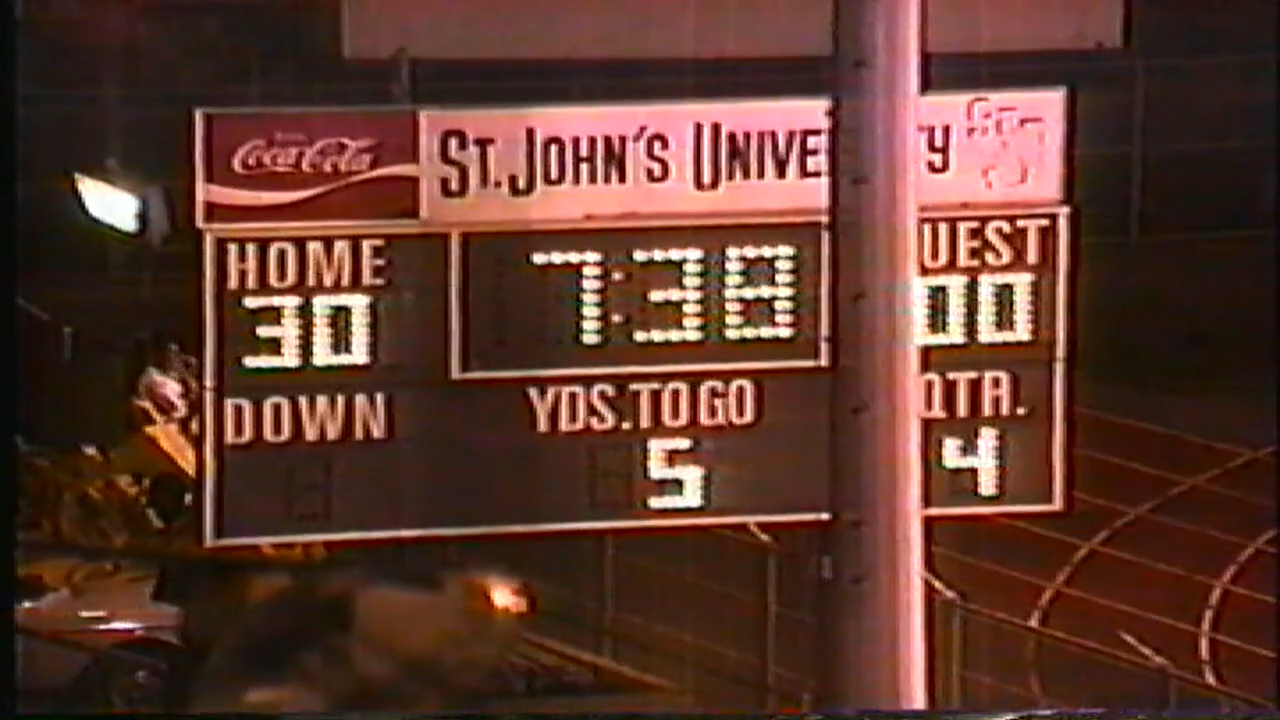 Coca-Cola
ST. JOHN'S UNIVE Y
HOME 7:38 UEST
30 00
DOWN YDS.TO GO QTR.
5 4